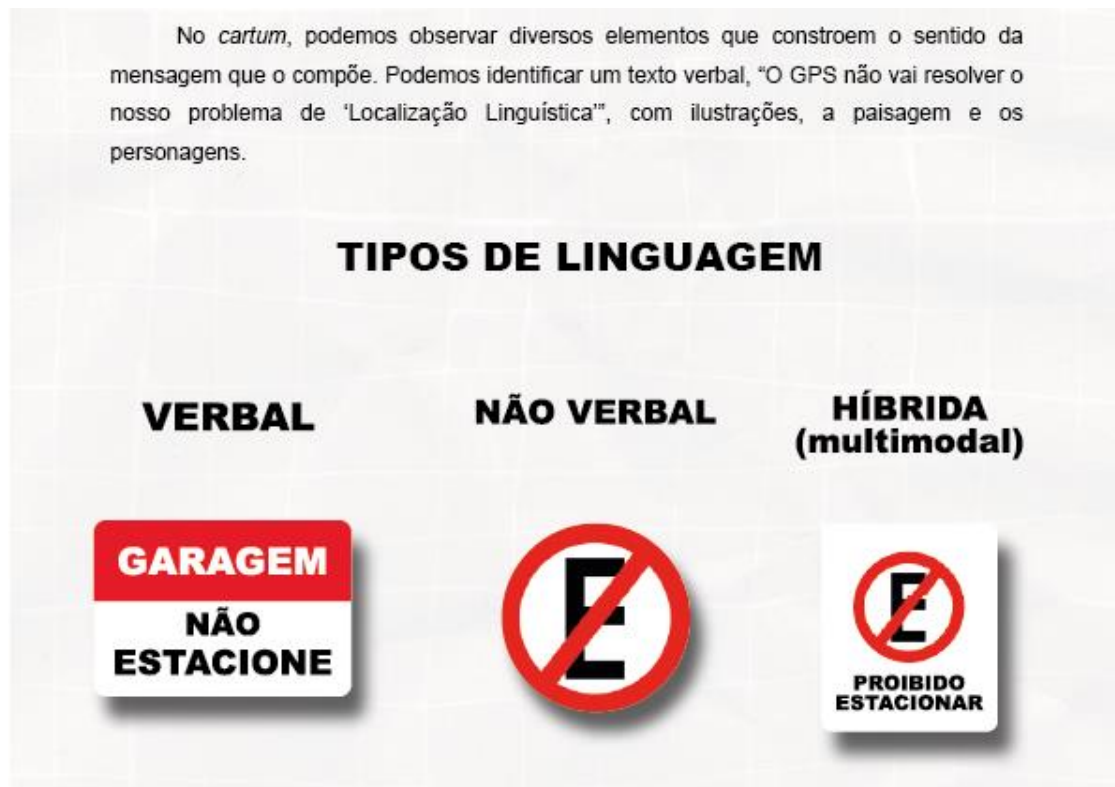 No cartum, podemos observar diversos elementos que constroem o sentido da
mensagem que o compõe. Podemos identificar um texto verbal, “O GPS não vai resolver o
nosso problema de ‘Localização Linguística’”, com ilustrações, a paisagem e os
personagens.
TIPOS DE LINGUAGEM
VERBAL
NÃO VERBAL
HÍBRIDA
(multimodal)
GARAGEM
NÃO
ESTACIONE
E
E
PROIBIDO
ESTACIONAR